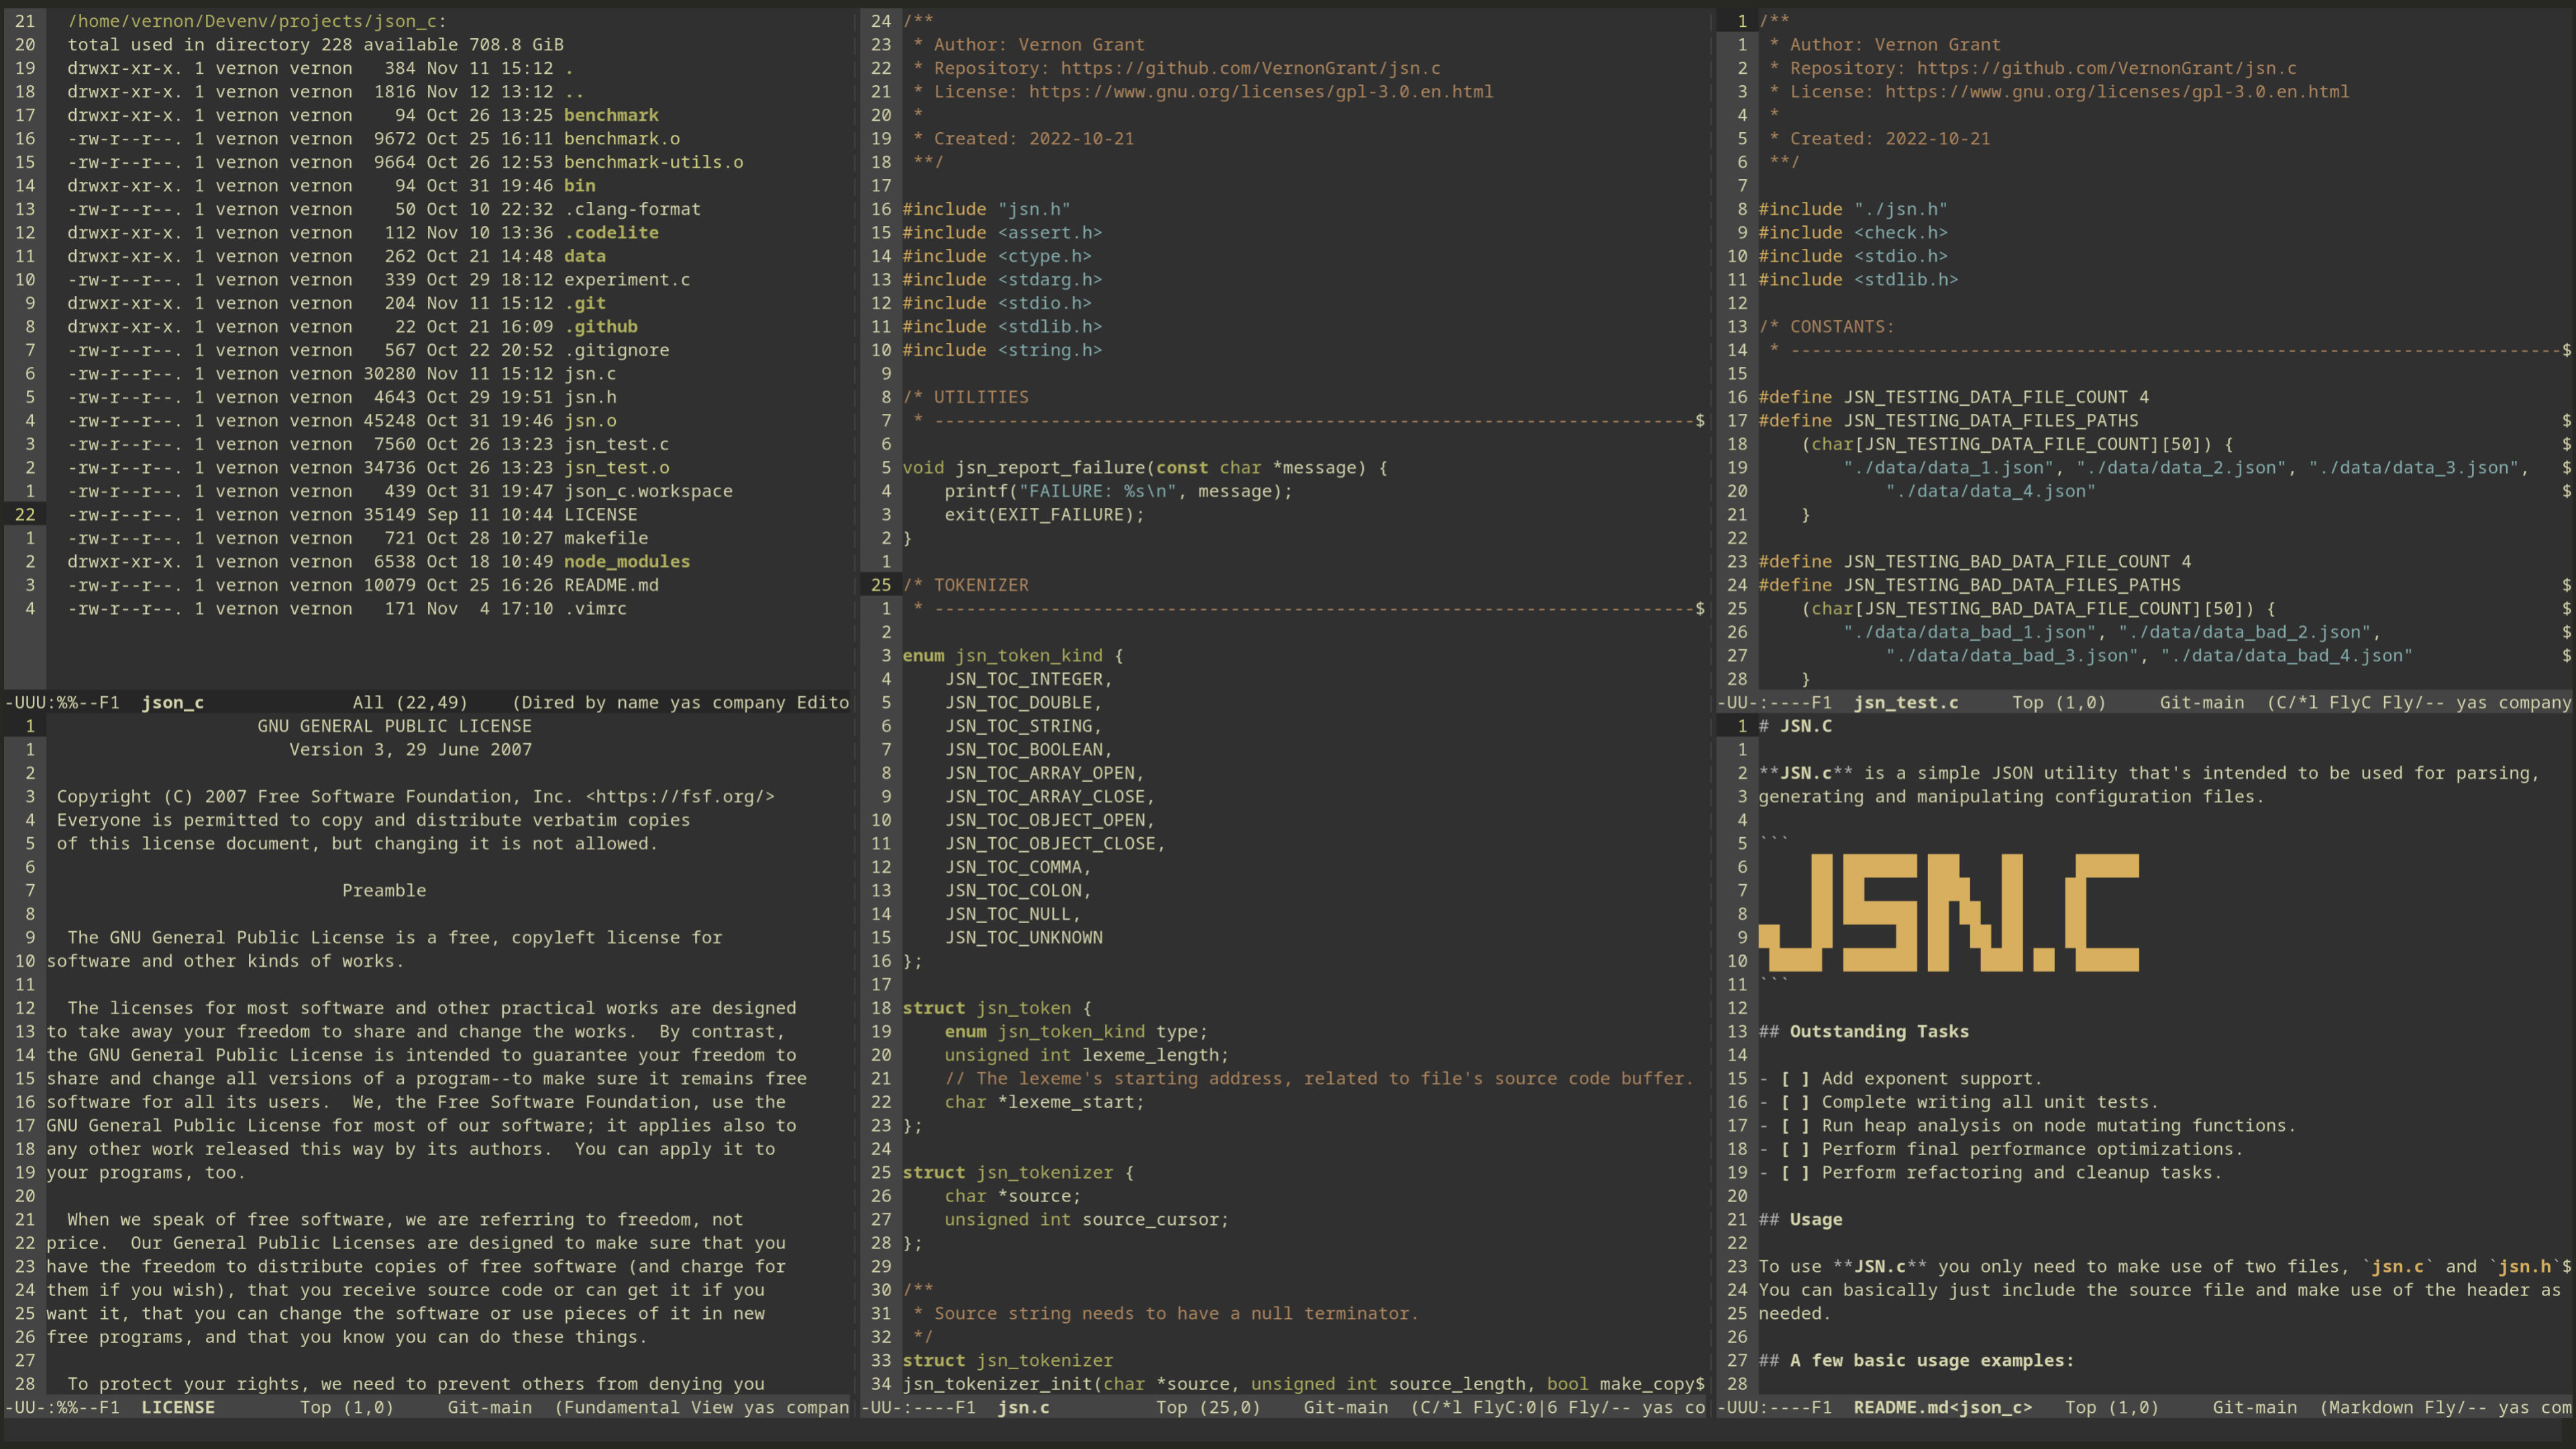 21 /home/vernon/Devenv/projects/json_c:
20 total used in directory 228 available 708.8 GiB
19 drwxr-xr-x. 1 vernon vernon 384 Nov 11 15:12 .
18 drwxr-xr-x. 1 vernon vernon 1816 Nov 12 13:12 ..
17 drwxr-xr-x. 1 vernon vernon 94 Oct 26 13:25 benchmark
16 -rw-r--r--. 1 vernon vernon 9672 Oct 25 16:11 benchmark.o
15 -rw-r--r--. 1 vernon vernon 9664 Oct 26 12:53 benchmark-utils.o
14 drwxr-xr-x. 1 vernon vernon 94 Oct 31 19:46 bin
13 -rw-r--r--. 1 vernon vernon 50 Oct 10 22:32 .clang-format
12 drwxr-xr-x. 1 vernon vernon 112 Nov 10 13:36 .codelite
11 drwxr-xr-x. 1 vernon vernon 262 Oct 21 14:48 data
10 -rw-r--r--. 1 vernon vernon 339 Oct 29 18:12 experiment.c
9 drwxr-xr-x. 1 vernon vernon 204 Nov 11 15:12 .git
8 drwxr-xr-x. 1 vernon vernon 22 Oct 21 16:09 .github
7 -rw-r--r--. 1 vernon vernon 567 Oct 22 20:52 .gitignore
6 -rw-r--r--. 1 vernon vernon 30280 Nov 11 15:12 jsn.c
5 -rw-r--r--. 1 vernon vernon 4643 Oct 29 19:51 jsn.h
4 -rw-r--r--. 1 vernon vernon 45248 Oct 31 19:46 jsn.o
3 -rw-r--r--. 1 vernon vernon 7560 Oct 26 13:23 jsn_test.c
2 -rw-r--r--. 1 vernon vernon 34736 Oct 26 13:23 jsn_test.o
1 -rw-r--r--. 1 vernon vernon 439 Oct 31 19:47 json_c.workspace
22 -rw-r--r--. 1 vernon vernon 35149 Sep 11 10:44 LICENSE
1 -rw-r--r--. 1 vernon vernon 721 Oct 28 10:27 makefile
2 drwxr-xr-x. 1 vernon vernon 6538 Oct 18 10:49 node_modules
3 -rw-r--r--. 1 vernon vernon 10079 Oct 25 16:26 README.md
4 -rw-r--r--. 1 vernon vernon 171 Nov 4 17:10 .vimrc
-UUU:%%--F1 json_c All (22,49) (Dired by name yas company Edito
1 GNU GENERAL PUBLIC LICENSE
1 Version 3, 29 June 2007
2
3 Copyright (C) 2007 Free Software Foundation, Inc. <https://fsf.org/>
4 Everyone is permitted to copy and distribute verbatim copies
5 of this license document, but changing it is not allowed.
6
7 Preamble
8
9 The GNU General Public License is a free, copyleft license for
10 software and other kinds of works.
11
12 The licenses for most software and other practical works are designed
13 to take away your freedom to share and change the works. By contrast,
14 the GNU General Public License is intended to guarantee your freedom to
15 share and change all versions of a program--to make sure it remains free
16 software for all its users. We, the Free Software Foundation, use the
17 GNU General Public License for most of our software; it applies also to
18 any other work released this way by its authors. You can apply it to
19 your programs, too.
20
21 When we speak of free software, we are referring to freedom, not
22 price. Our General Public Licenses are designed to make sure that you
23 have the freedom to distribute copies of free software (and charge for
24 them if you wish), that you receive source code or can get it if you
25 want it, that you can change the software or use pieces of it in new
26 free programs, and that you know you can do these things.
27
28 To protect your rights, we need to prevent others from denying you
-UU-:%%--F1 LICENSE Top (1,0) Git-main (Fundamental View yas compan
24 /**
23 * Author: Vernon Grant
22 * Repository: https://github.com/VernonGrant/jsn.c
21 * License: https://www.gnu.org/licenses/gpl-3.0.en.html
20 *
19 * Created: 2022-10-21
18 **/
17
16 #include "jsn.h"
15 #include <assert.h>
14 #include <ctype.h>
13 #include <stdarg.h>
12 #include <stdio.h>
11 #include <stdlib.h>
10 #include <string.h>
9
8 /* UTILITIES
7 * ------------------------------------------------------------------------$
6
5 void jsn_report_failure(const char *message) {
4 printf("FAILURE: %s\n", message);
3 exit(EXIT_FAILURE);
2 }
1
25 /* TOKENIZER
1 * ------------------------------------------------------------------------$
2
3 enum jsn_token_kind {
4 JSN_TOC_INTEGER,
5 JSN_TOC_DOUBLE,
6 JSN_TOC_STRING,
7 JSN_TOC_BOOLEAN,
8 JSN_TOC_ARRAY_OPEN,
9 JSN_TOC_ARRAY_CLOSE,
10 JSN_TOC_OBJECT_OPEN,
11 JSN_TOC_OBJECT_CLOSE,
12 JSN_TOC_COMMA,
13 JSN_TOC_COLON,
14 JSN_TOC_NULL,
15 JSN_TOC_UNKNOWN
16 };
17
18 struct jsn_token {
19 enum jsn_token_kind type;
20 unsigned int lexeme_length;
21 // The lexeme's starting address, related to file's source code buffer.
22 char *lexeme_start;
23 };
24
25 struct jsn_tokenizer {
26 char *source;
27 unsigned int source_cursor;
28 };
29
30 /**
31 * Source string needs to have a null terminator.
32 */
33 struct jsn_tokenizer
34 jsn_tokenizer_init(char *source, unsigned int source_length, bool make_copy$
-UU-:----F1 jsn.c Top (25,0) Git-main (C/*l FlyC:0|6 Fly/-- yas co
1 /**
1 * Author: Vernon Grant
2 * Repository: https://github.com/VernonGrant/jsn.c
3 * License: https://www.gnu.org/licenses/gpl-3.0.en.html
4 *
5 * Created: 2022-10-21
6 **/
7
8 #include "./jsn.h"
9 #include <check.h>
10 #include <stdio.h>
11 #include <stdlib.h>
12
13 /* CONSTANTS:
14 * -------------------------------------------------------------------------$
15
16 #define JSN_TESTING_DATA_FILE_COUNT 4
17 #define JSN_TESTING_DATA_FILES_PATHS $
18 (char[JSN_TESTING_DATA_FILE_COUNT][50]) { $
19 "./data/data_1.json", "./data/data_2.json", "./data/data_3.json", $
20 "./data/data_4.json" $
21 }
22
23 #define JSN_TESTING_BAD_DATA_FILE_COUNT 4
24 #define JSN_TESTING_BAD_DATA_FILES_PATHS $
25 (char[JSN_TESTING_BAD_DATA_FILE_COUNT][50]) { $
26 "./data/data_bad_1.json", "./data/data_bad_2.json", $
27 "./data/data_bad_3.json", "./data/data_bad_4.json" $
28 }
-UU-:----F1 jsn_test.c Top (1,0) Git-main (C/*l FlyC Fly/-- yas company
1 # JSN.C
1
2 **JSN.c** is a simple JSON utility that's intended to be used for parsing,
3 generating and manipulating configuration files.
4
5 ```
6
7
8 JSN.C
9
10
11 ```
12
13 ## Outstanding Tasks
14
15 - [ ] Add exponent support.
16 - [ ] Complete writing all unit tests.
17 - [ ] Run heap analysis on node mutating functions.
18 - [ ] Perform final performance optimizations.
19 - [ ] Perform refactoring and cleanup tasks.
20
21 ## Usage
22
23 To use **JSN.c** you only need to make use of two files, `jsn.c` and `jsn.h`$
24 You can basically just include the source file and make use of the header as
25 needed.
26
27 ## A few basic usage examples:
28
-UUU:----F1 README.md<json_c> Top (1,0) Git-main (Markdown Fly/-- yas com